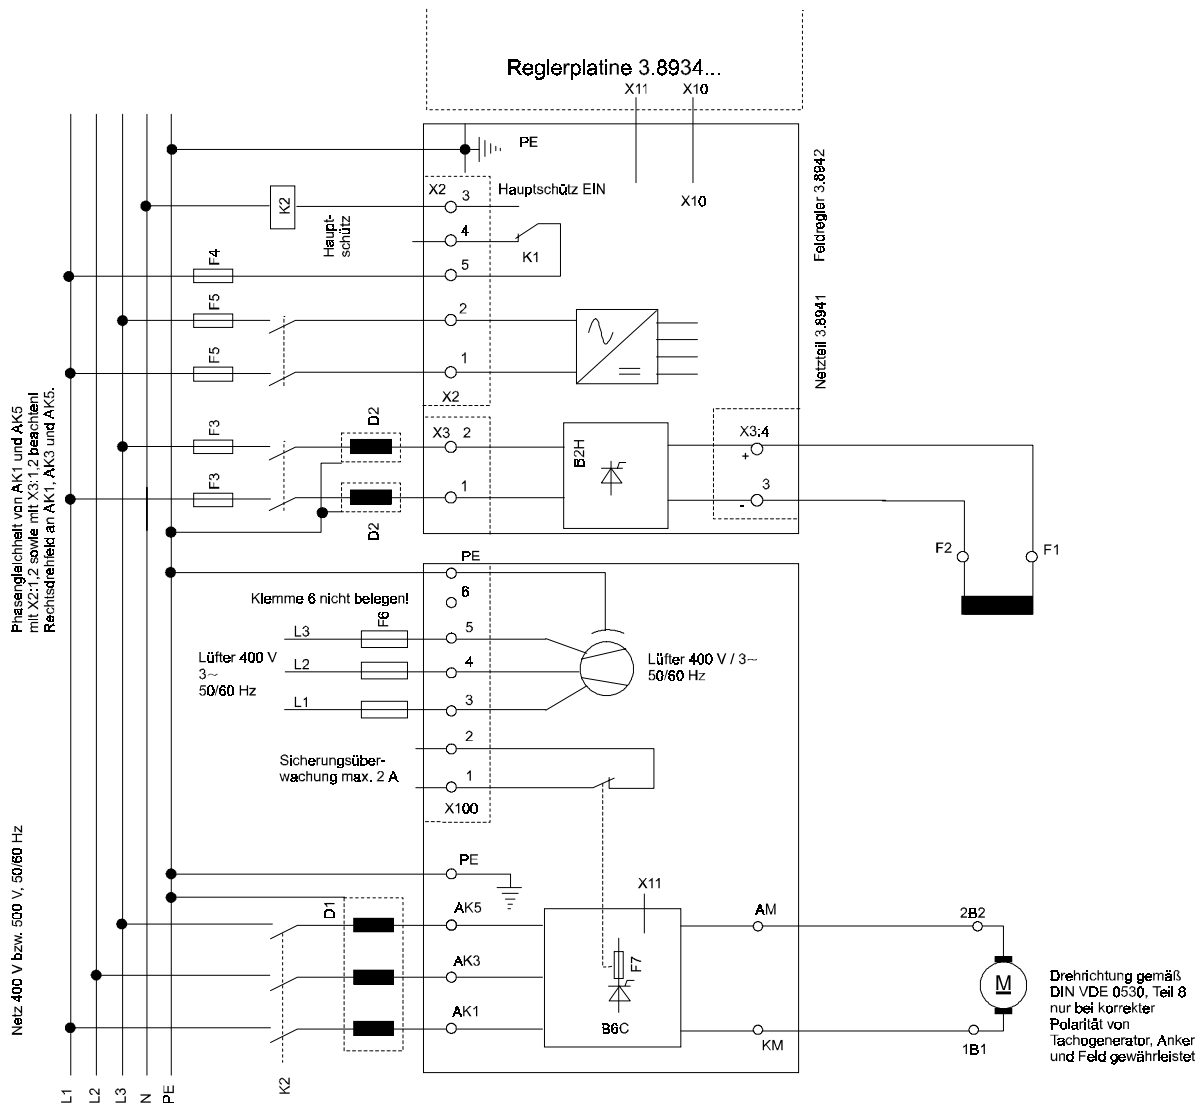 Reglerplatine 3.8934...
X11
X10
PE
X2
3
Hauptschütz EIN
X10
K2
Haupt-
schütz
4
K1
5
F4
F5
2
F5
1
X2
Feldregler 3.8942
Netzteil 3.8941
Phasengleichheit von AK1 und AK5
mit X2:1,2 sowie mit X3:1,2 beachten!
Rechtsdrehfeld an AK1, AK3 und AK5.
F3
D2
X3
2
B2H
X3:4
+
F3
D2
1
3
-
F2
F1
PE
6
Klemme 6 nicht belegen!
F6
L3
5
Lüfter 400 V
3~
50/60 Hz
L2
4
Lüfter 400 V / 3~
50/60 Hz
L1
3
2
Sicherungsüber-
wachung max. 2 A
1
X100
Netz 400 V bzw. 500 V, 50/60 Hz
PE
X11
D1
AK5
AM
2B2
F7
AK3
M
AK1
B6C
KM
1B1
Drehrichtung gemäß
DIN VDE 0530, Teil 8
nur bei korrekter
Polarität von
Tachogenerator, Anker
und Feld gewährleistet
K2
L1
L2
L3
N
PE